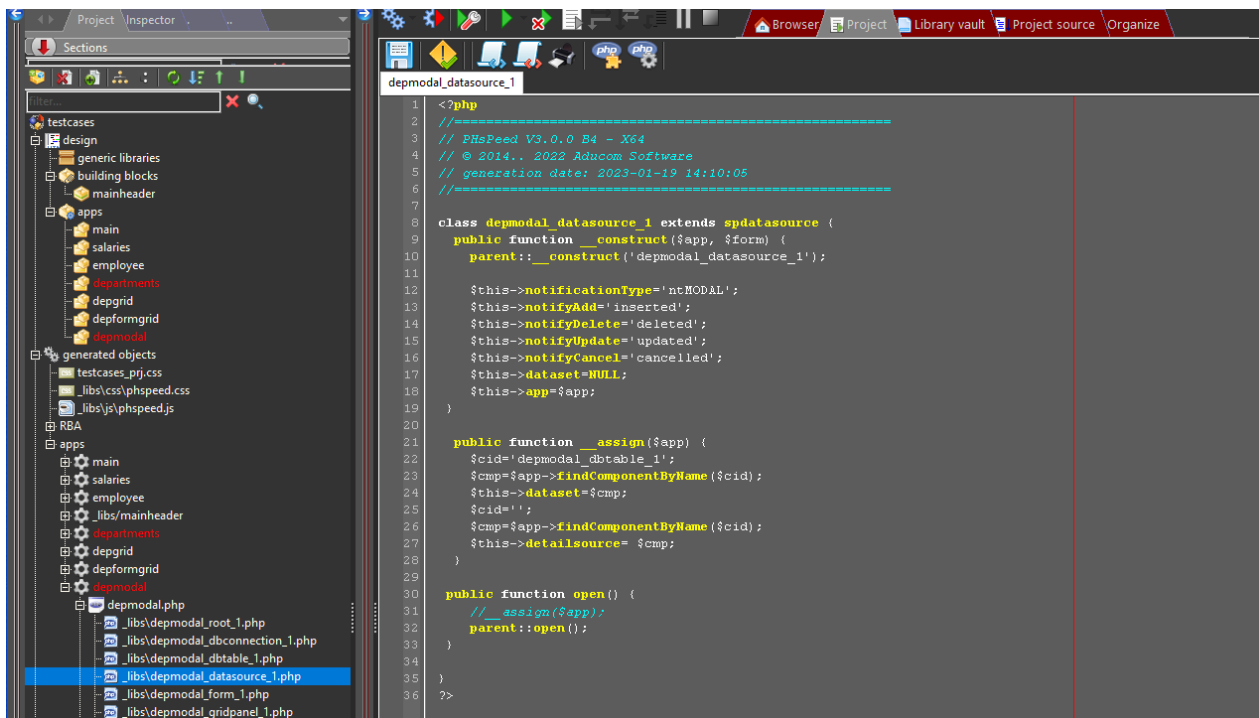 Project
Inspector
Browser
Project
Library vault
Project source
Organize
Sections
filter...
testcases
design
generic libraries
building blocks
mainheader
apps
main
salaries
employee
departments
depgrid
depformgrid
depmodal
generated objects
testcases_prj.css
_libs\css\phspeed.css
_libs\js\phspeed.js
RBA
apps
main
salaries
employee
_libs/mainheader
departments
depgrid
depformgrid
depmodal
depmodal.php
_libs\depmodal_root_1.php
_libs\depmodal_dbconnection_1.php
_libs\depmodal_dbtable_1.php
_libs\depmodal_datasource_1.php
_libs\depmodal_form_1.php
_libs\depmodal_gridpanel_1.php
php php
depmodal_datasource_1
1 <?php
2 //=======================================================
3 // PHsPeed V3.0.0 B4 - X64
4 // © 2014.. 2022 Aducom Software
5 // generation date: 2023-01-19 14:10:05
6 //=======================================================
7
8 class depmodal_datasource_1 extends spdatasource {
9 public function __construct($app, $form) {
10 parent::__construct('depmodal_datasource_1');
11
12 $this->notificationType='ntMODAL';
13 $this->notifyAdd='inserted';
14 $this->notifyDelete='deleted';
15 $this->notifyUpdate='updated';
16 $this->notifyCancel='cancelled';
17 $this->dataset=NULL;
18 $this->app=$app;
19 }
20
21 public function __assign($app) {
22 $cid='depmodal_dbtable_1';
23 $cmp=$app->findComponentByName($cid);
24 $this->dataset=$cmp;
25 $cid='';
26 $cmp=$app->findComponentByName($cid);
27 $this->detailsource= $cmp;
28 }
29
30 public function open() {
31 //__assign($app);
32 parent::open();
33 }
34
35 }
36 ?>